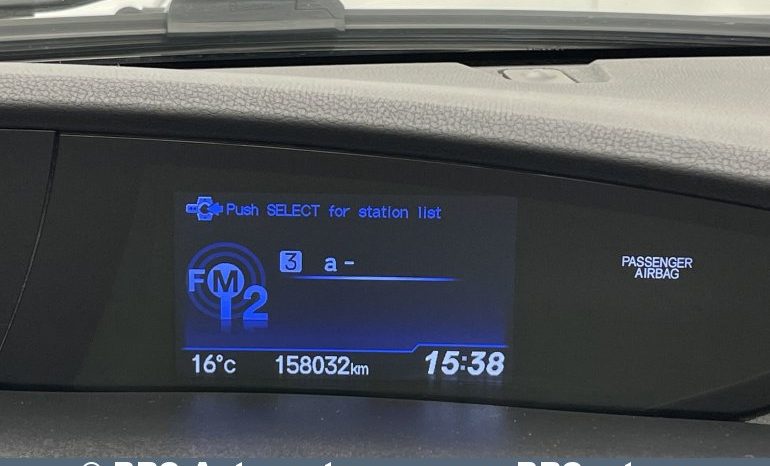 Push SELECT for station list
3 a-
FM
2
PASSENGER
AIRBAG
16°C 158032km 15:38